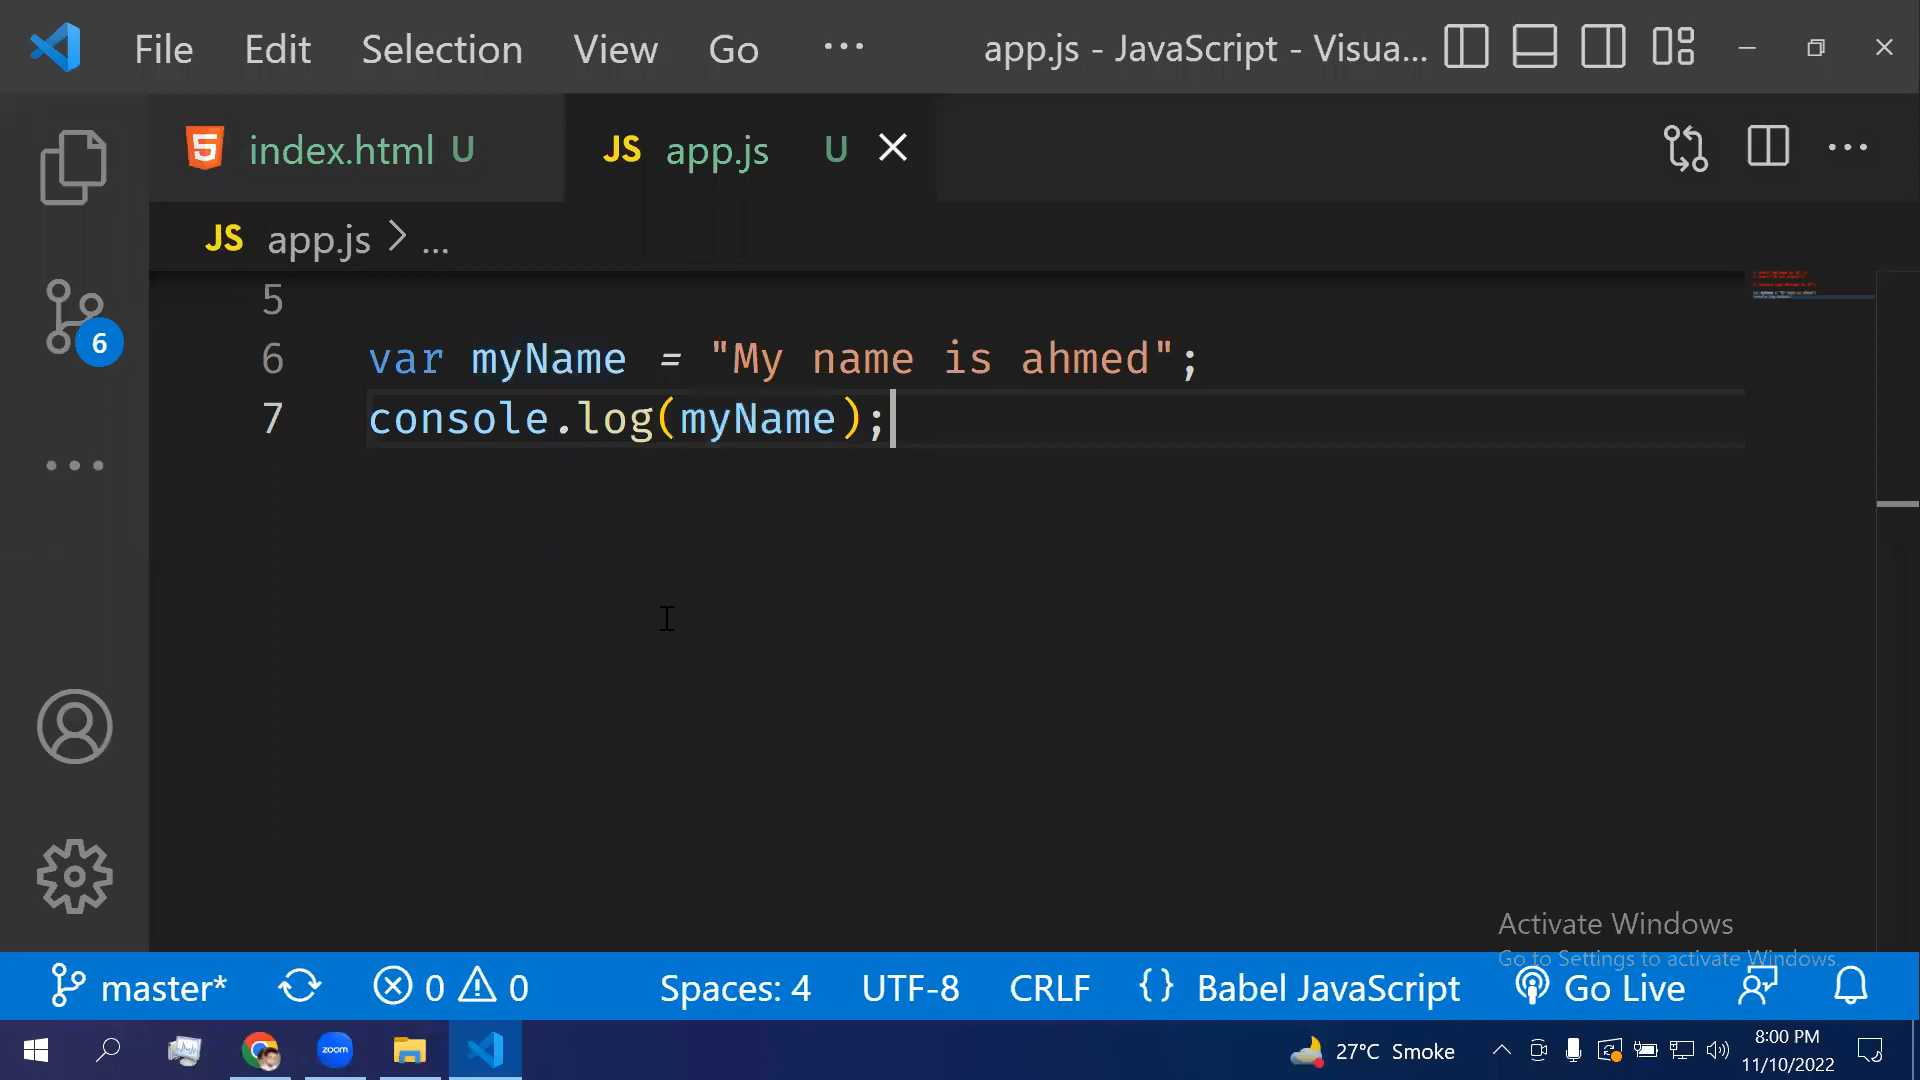 File Edit Selection View Go ··· app.js - JavaScript - Visua...
index.html U JS app.js U
JS app.js > ...
5
6 var myName = "My name is ahmed";
7 console.log(myName);
6
Activate Windows
Go to Settings to activate Windows.
master* 0 0 Spaces: 4 UTF-8 CRLF {} Babel JavaScript Go Live
zoom 27°C Smoke 8:00 PM
11/10/2022